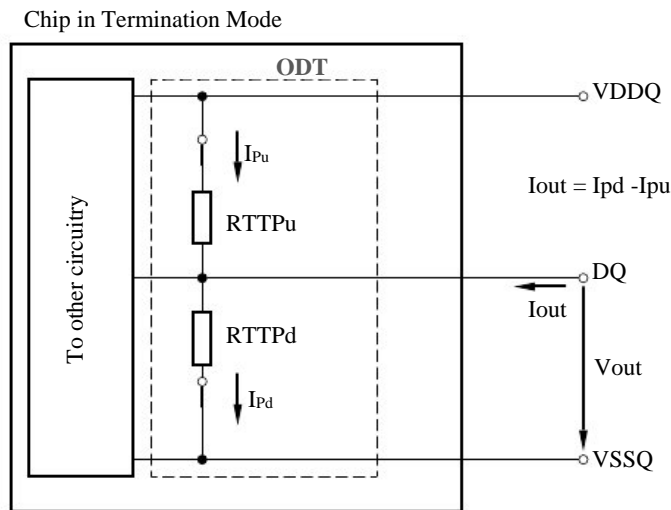 Chip in Termination Mode
ODT
VDDQ
IPu
Iout = Ipd -Ipu
RTTPu
To other circuitry
DQ
Iout
RTTPd
Vout
IPd
VSSQ